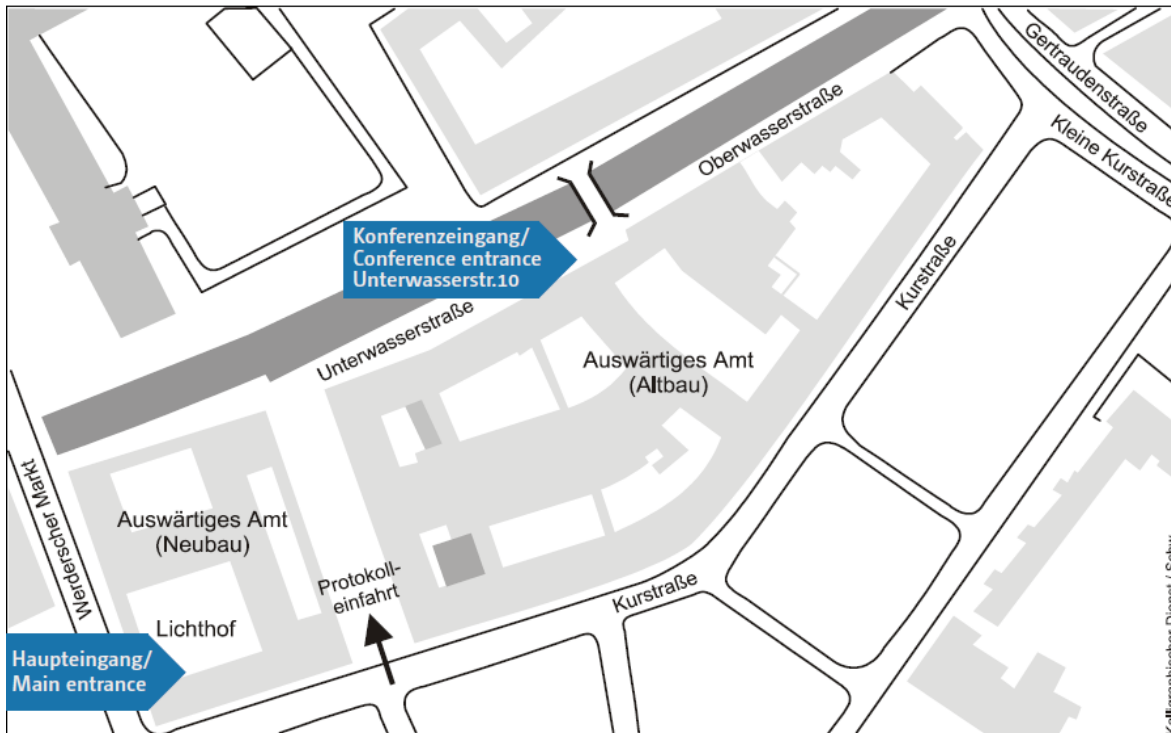 Gertraudenstraße
Kleine Kurstraße
Oberwasserstraße
Konferenzeingang/
Conference entrance
Unterwasserstr.10
Kurstraße
Unterwasserstraße
Auswärtiges Amt
(Altbau)
Werderscher Markt
Auswärtiges Amt
(Neubau)
Protokoll-
einfahrt
Kurstraße
Lichthof
Haupteingang/
Main entrance
Dienst /